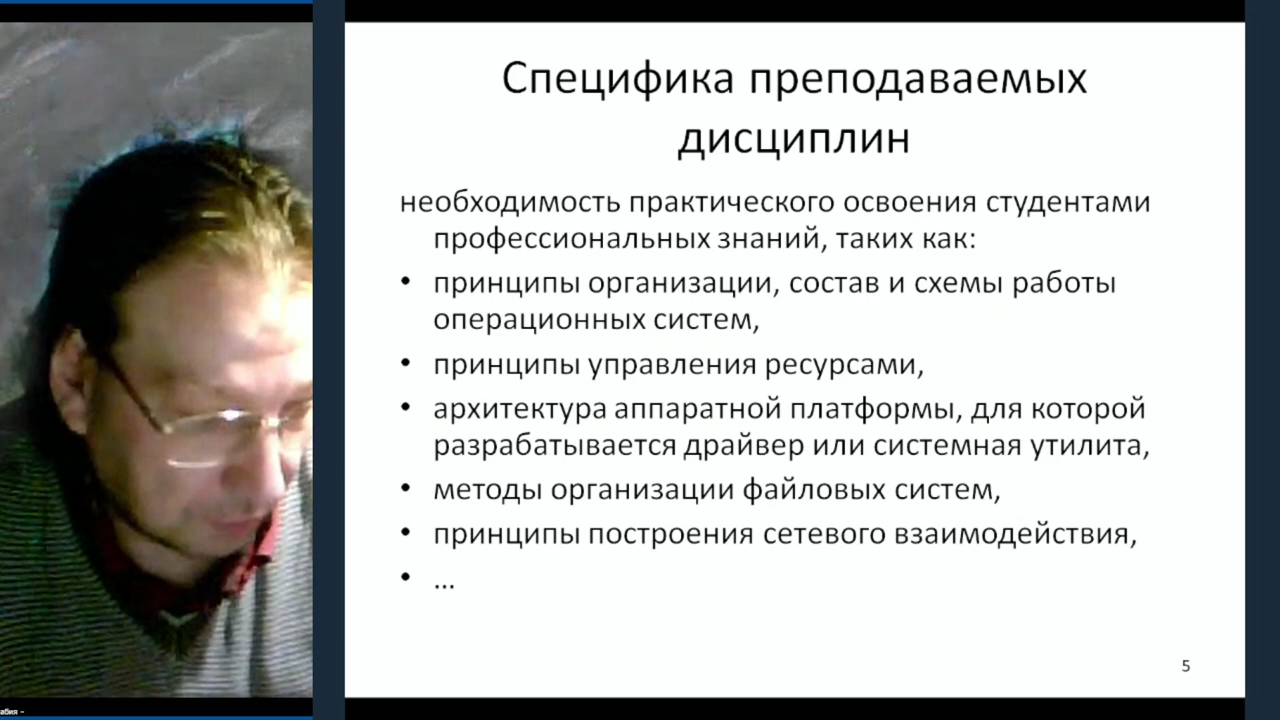 Специфика преподаваемых
дисциплин
необходимость практического освоения студентами
профессиональных знаний, таких как:
• принципы организации, состав и схемы работы
операционных систем,
• принципы управления ресурсами,
• архитектура аппаратной платформы, для которой
разрабатывается драйвер или системная утилита,
• методы организации файловых систем,
• принципы построения сетевого взаимодействия,
• ...
5